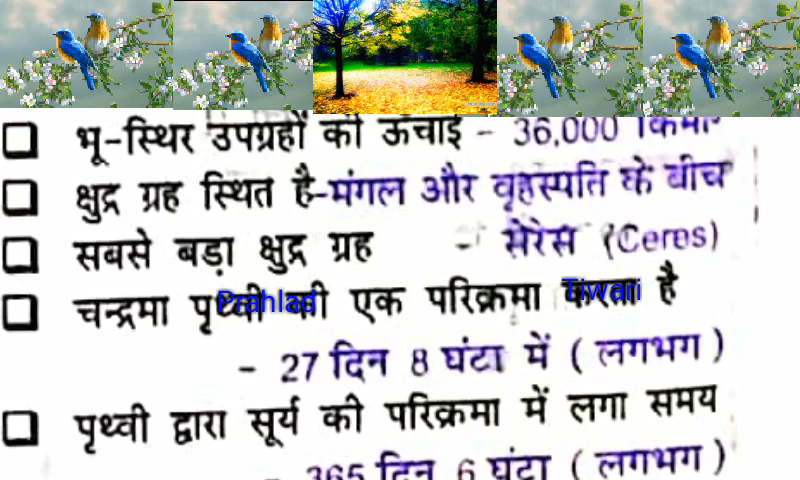 भू-स्थिर उपग्रहों की ऊंचाई - 36,000 किमी॰
क्षुद्र ग्रह स्थित है-मंगल और वृहस्पति के बीच
सबसे बड़ा क्षुद्र ग्रह - सेरेस (Ceres)
चन्द्रमा पृथ्वी की एक परिक्रमा करता है
Prahlad Tiwari
- 27 दिन 8 घंटा में ( लगभग )
पृथ्वी द्वारा सूर्य की परिक्रमा में लगा समय
- 365 दिन 6 घंटा ( लगभग )